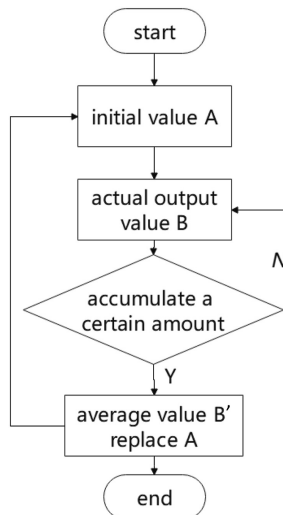 start
initial value A
actual output
value B
N
accumulate a
certain amount
Y
average value B′
replace A
end